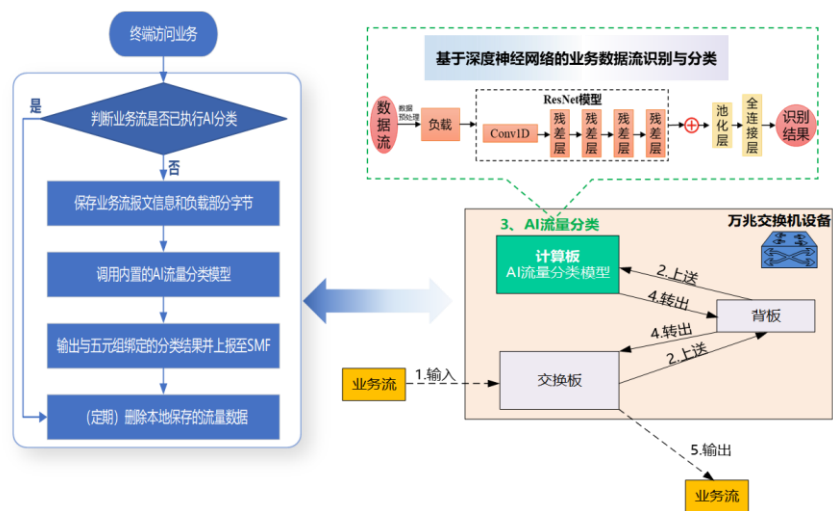 终端访问业务
是
判断业务流是否已执行AI分类
否
保存业务流报文信息和负载部分字节
调用内置的AI流量分类模型
输出与五元组绑定的分类结果并上报至SMF
（定期）删除本地保存的流量数据
基于深度神经网络的业务数据流识别与分类
数据流
数据
预处理
负载
ResNet模型
Conv1D
残差层
残差层
残差层
残差层
池化层
全连接层
识别
结果
3、AI流量分类
万兆交换机设备
计算板
AI流量分类模型
2.上送
4.转出
背板
4.转出
2.上送
交换板
业务流
1.输入
5.输出
业务流